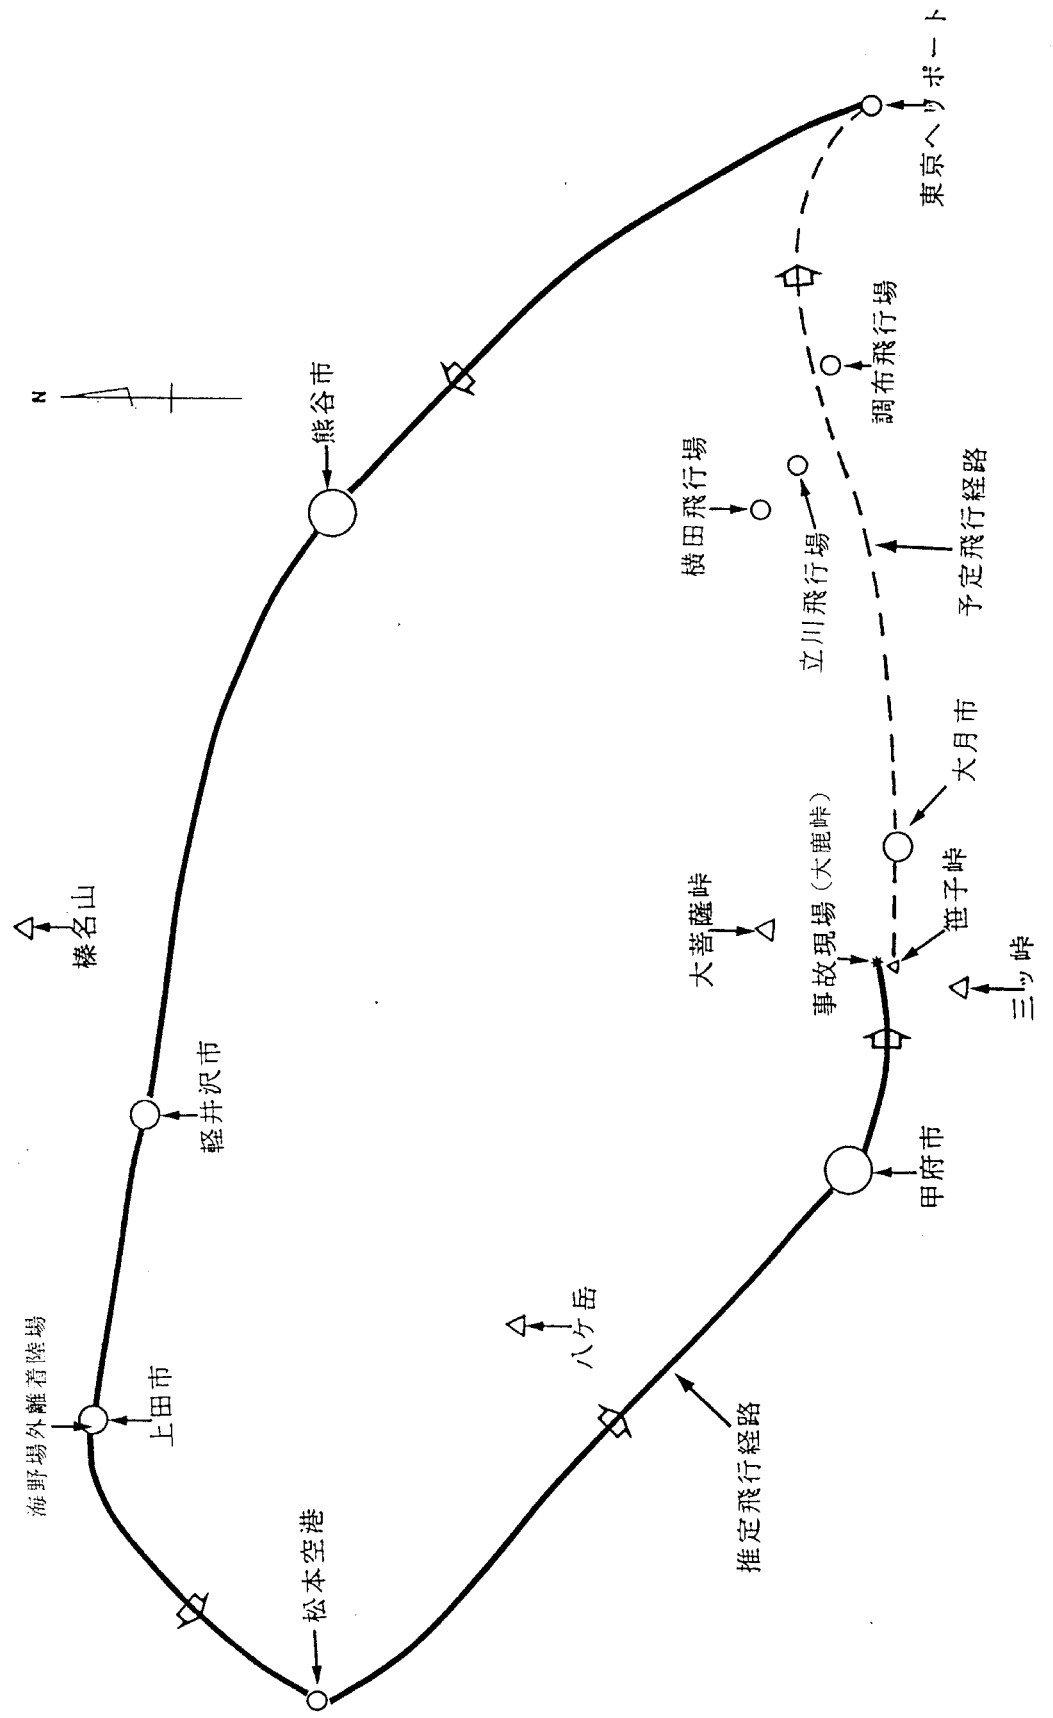 N
榛名山
海野場外離着陸場
上田市
軽井沢市
熊谷市
松本空港
八ケ岳
推定飛行経路
甲府市
大菩薩峠
事故現場(大鹿峠)
笹子峠
三ッ峠
大月市
横田飛行場
立川飛行場
調布飛行場
予定飛行経路
東京ヘリポート